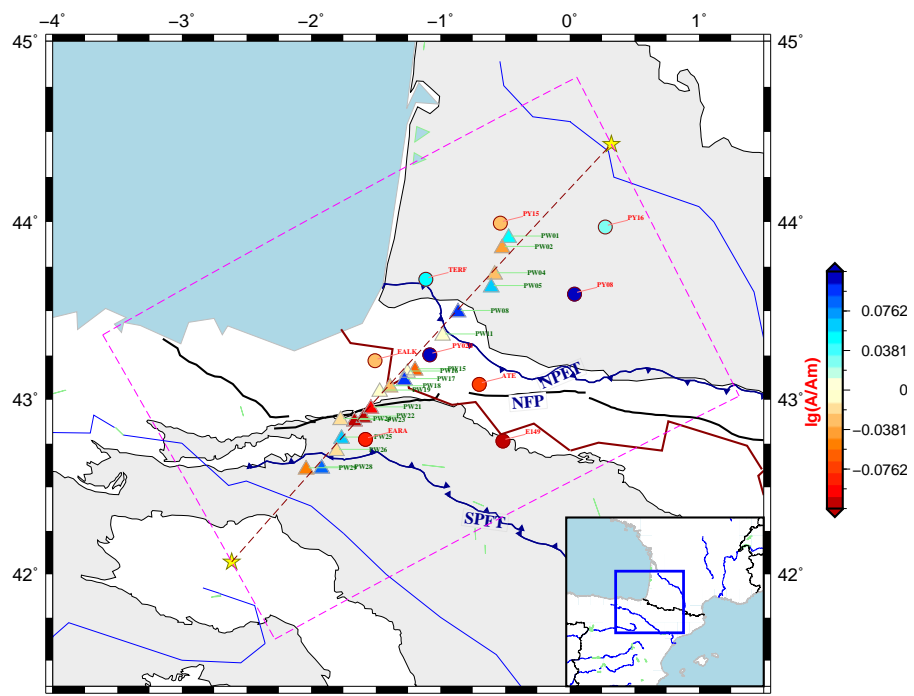 −4˚ −2˚ −1˚ 0˚
45˚ 45˚
44˚ 44˚
43˚ 43˚
42˚ 42˚
PY15
PY16
PW01
PW02
TERF
PW04
PW05
PY08
PW08
PW11
EALK
PW15
PW17
ATE
NPFT
PW18
PW19
NFP
PW21
PW22
PW23
EARA
E149
PW25
PW26
PW28
SPFT
0.0762
0.0381
0
−0.0381
−0.0762
lg(A/Am)